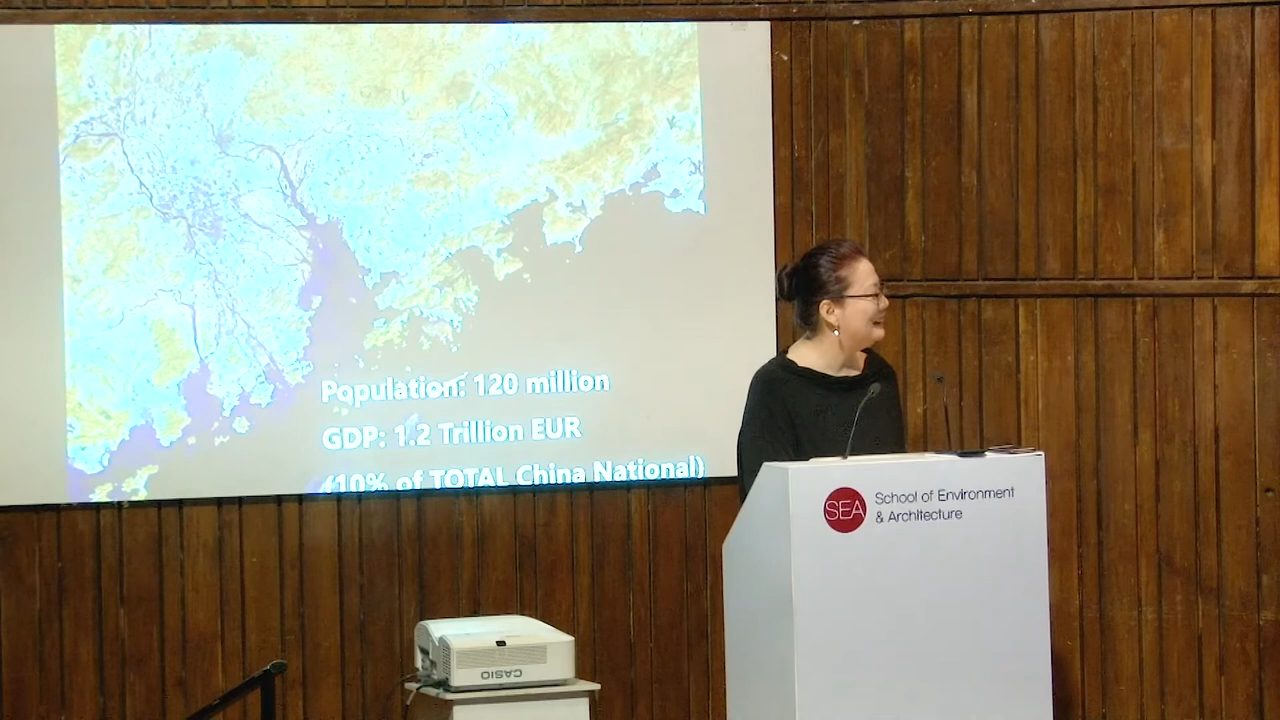 Population: 120 million
GDP: 1.2 Trillion EUR
(10% of TOTAL China National)
SEA
School of Environment
& Architecture
CASIO